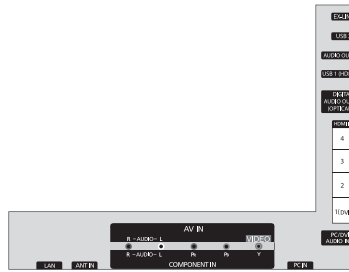 EX-LIN
USB
AUDIO OU
USB 1 (HD
DIGITA
AUDIO OU
(OPTICA
HDMI I
4
3
2
1(DVI
PC/DVI
AUDIO IN
AV IN
R -AUDIO- L
VIDEO
R -AUDIO- L
PB
PR
Y
COMPONENT IN
LAN
ANT IN
PC IN